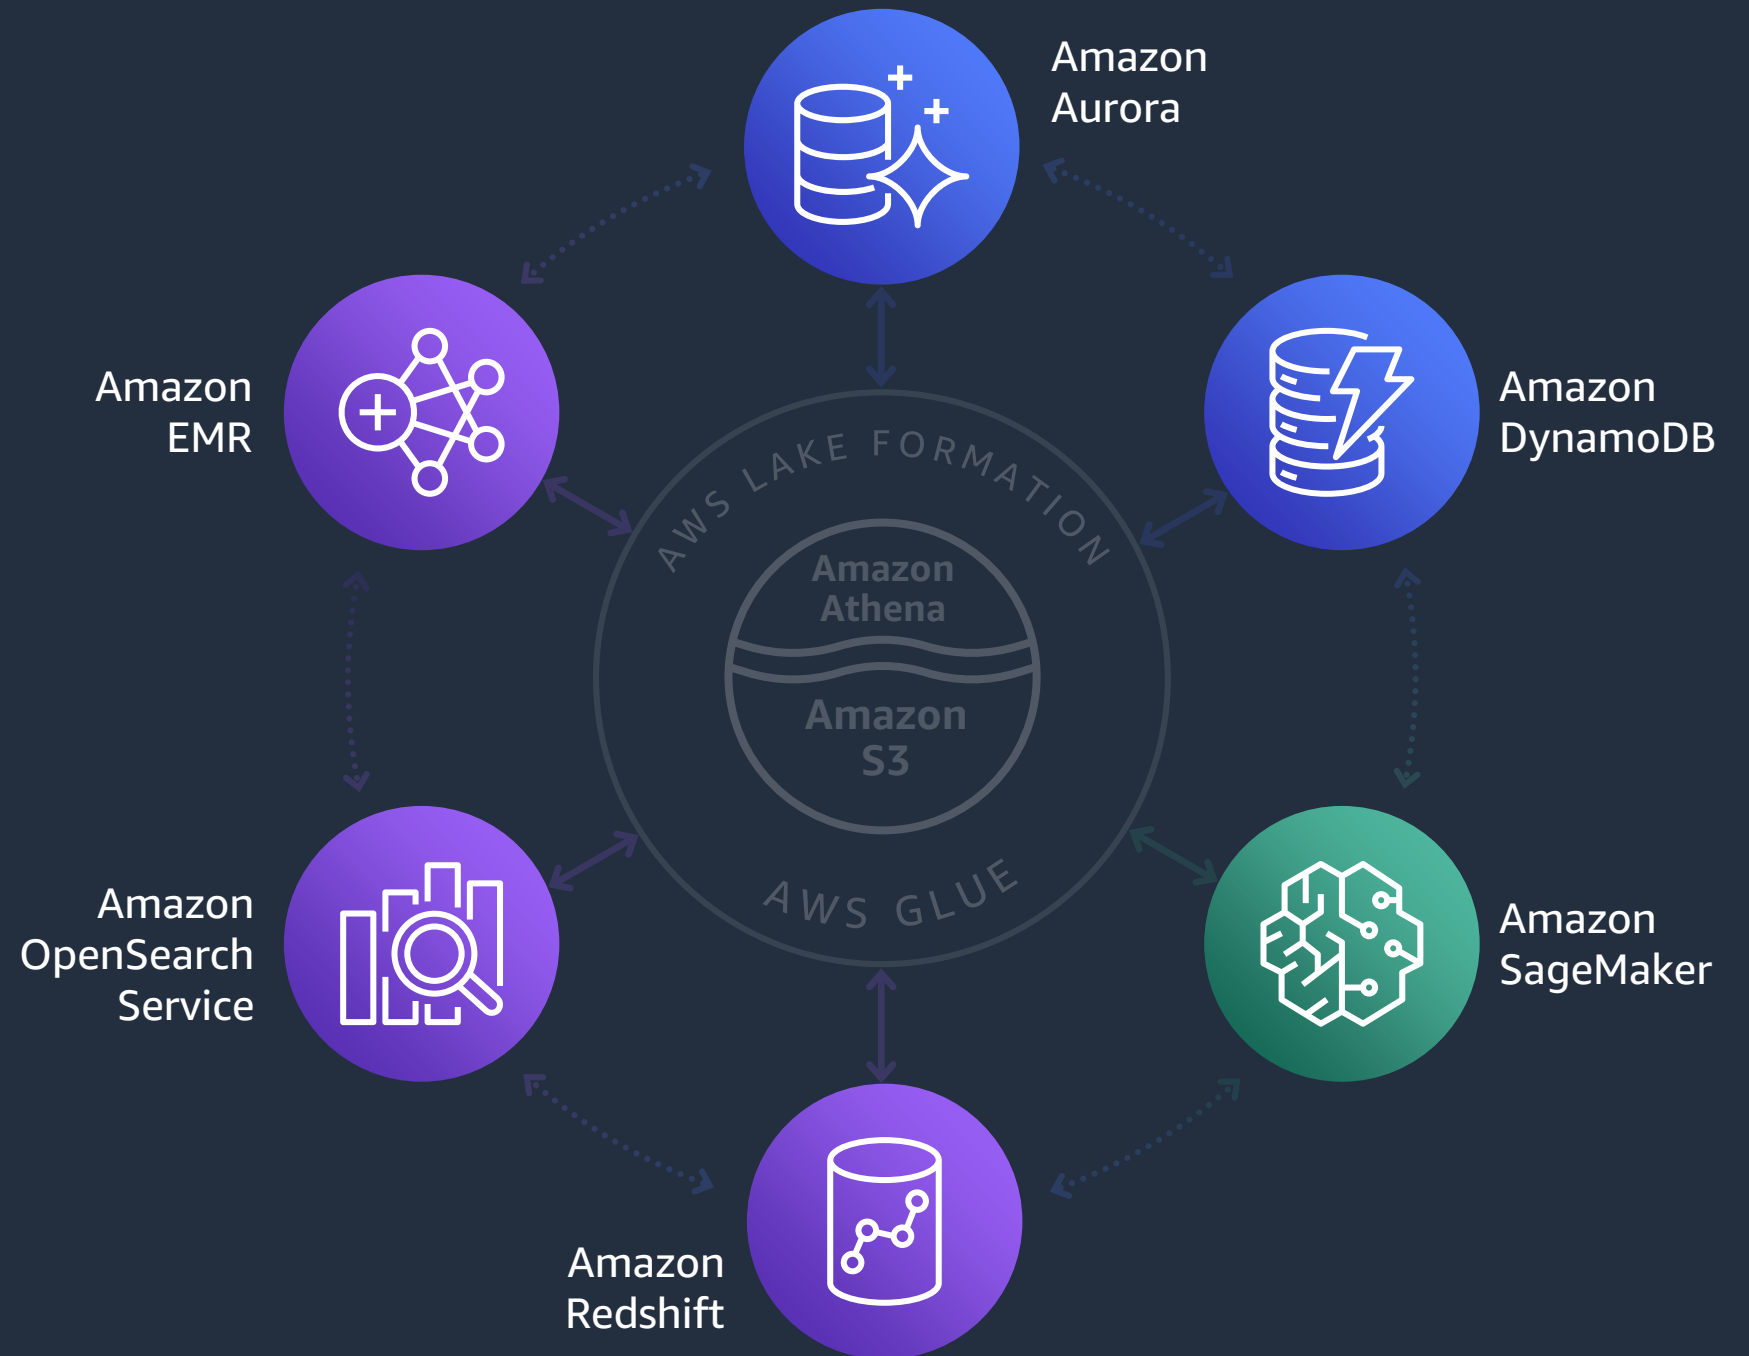 Amazon
Aurora
Amazon
EMR
Amazon
DynamoDB
AWS LAKE FORMATION
Amazon
Athena
Amazon
S3
AWS GLUE
Amazon
OpenSearch
Service
Amazon
SageMaker
Amazon
Redshift